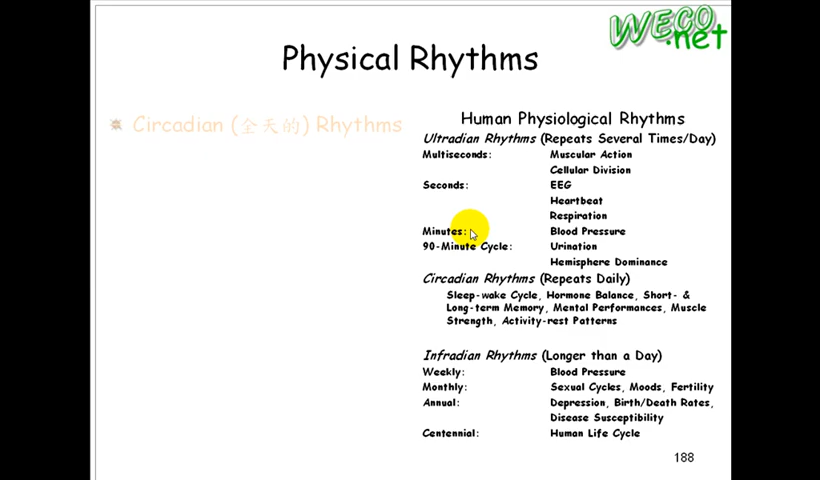 WECO
.net
Physical Rhythms
Circadian (全天的) Rhythms
Human Physiological Rhythms
Ultradian Rhythms (Repeats Several Times/Day)
Multiseconds: Muscular Action
Cellular Division
Seconds: EEG
Heartbeat
Respiration
Minutes: Blood Pressure
90-Minute Cycle: Urination
Hemisphere Dominance
Circadian Rhythms (Repeats Daily)
Sleep-wake Cycle, Hormone Balance, Short- &
Long-term Memory, Mental Performances, Muscle
Strength, Activity-rest Patterns
Infradian Rhythms (Longer than a Day)
Weekly: Blood Pressure
Monthly: Sexual Cycles, Moods, Fertility
Annual: Depression, Birth/Death Rates,
Disease Susceptibility
Centennial: Human Life Cycle
188